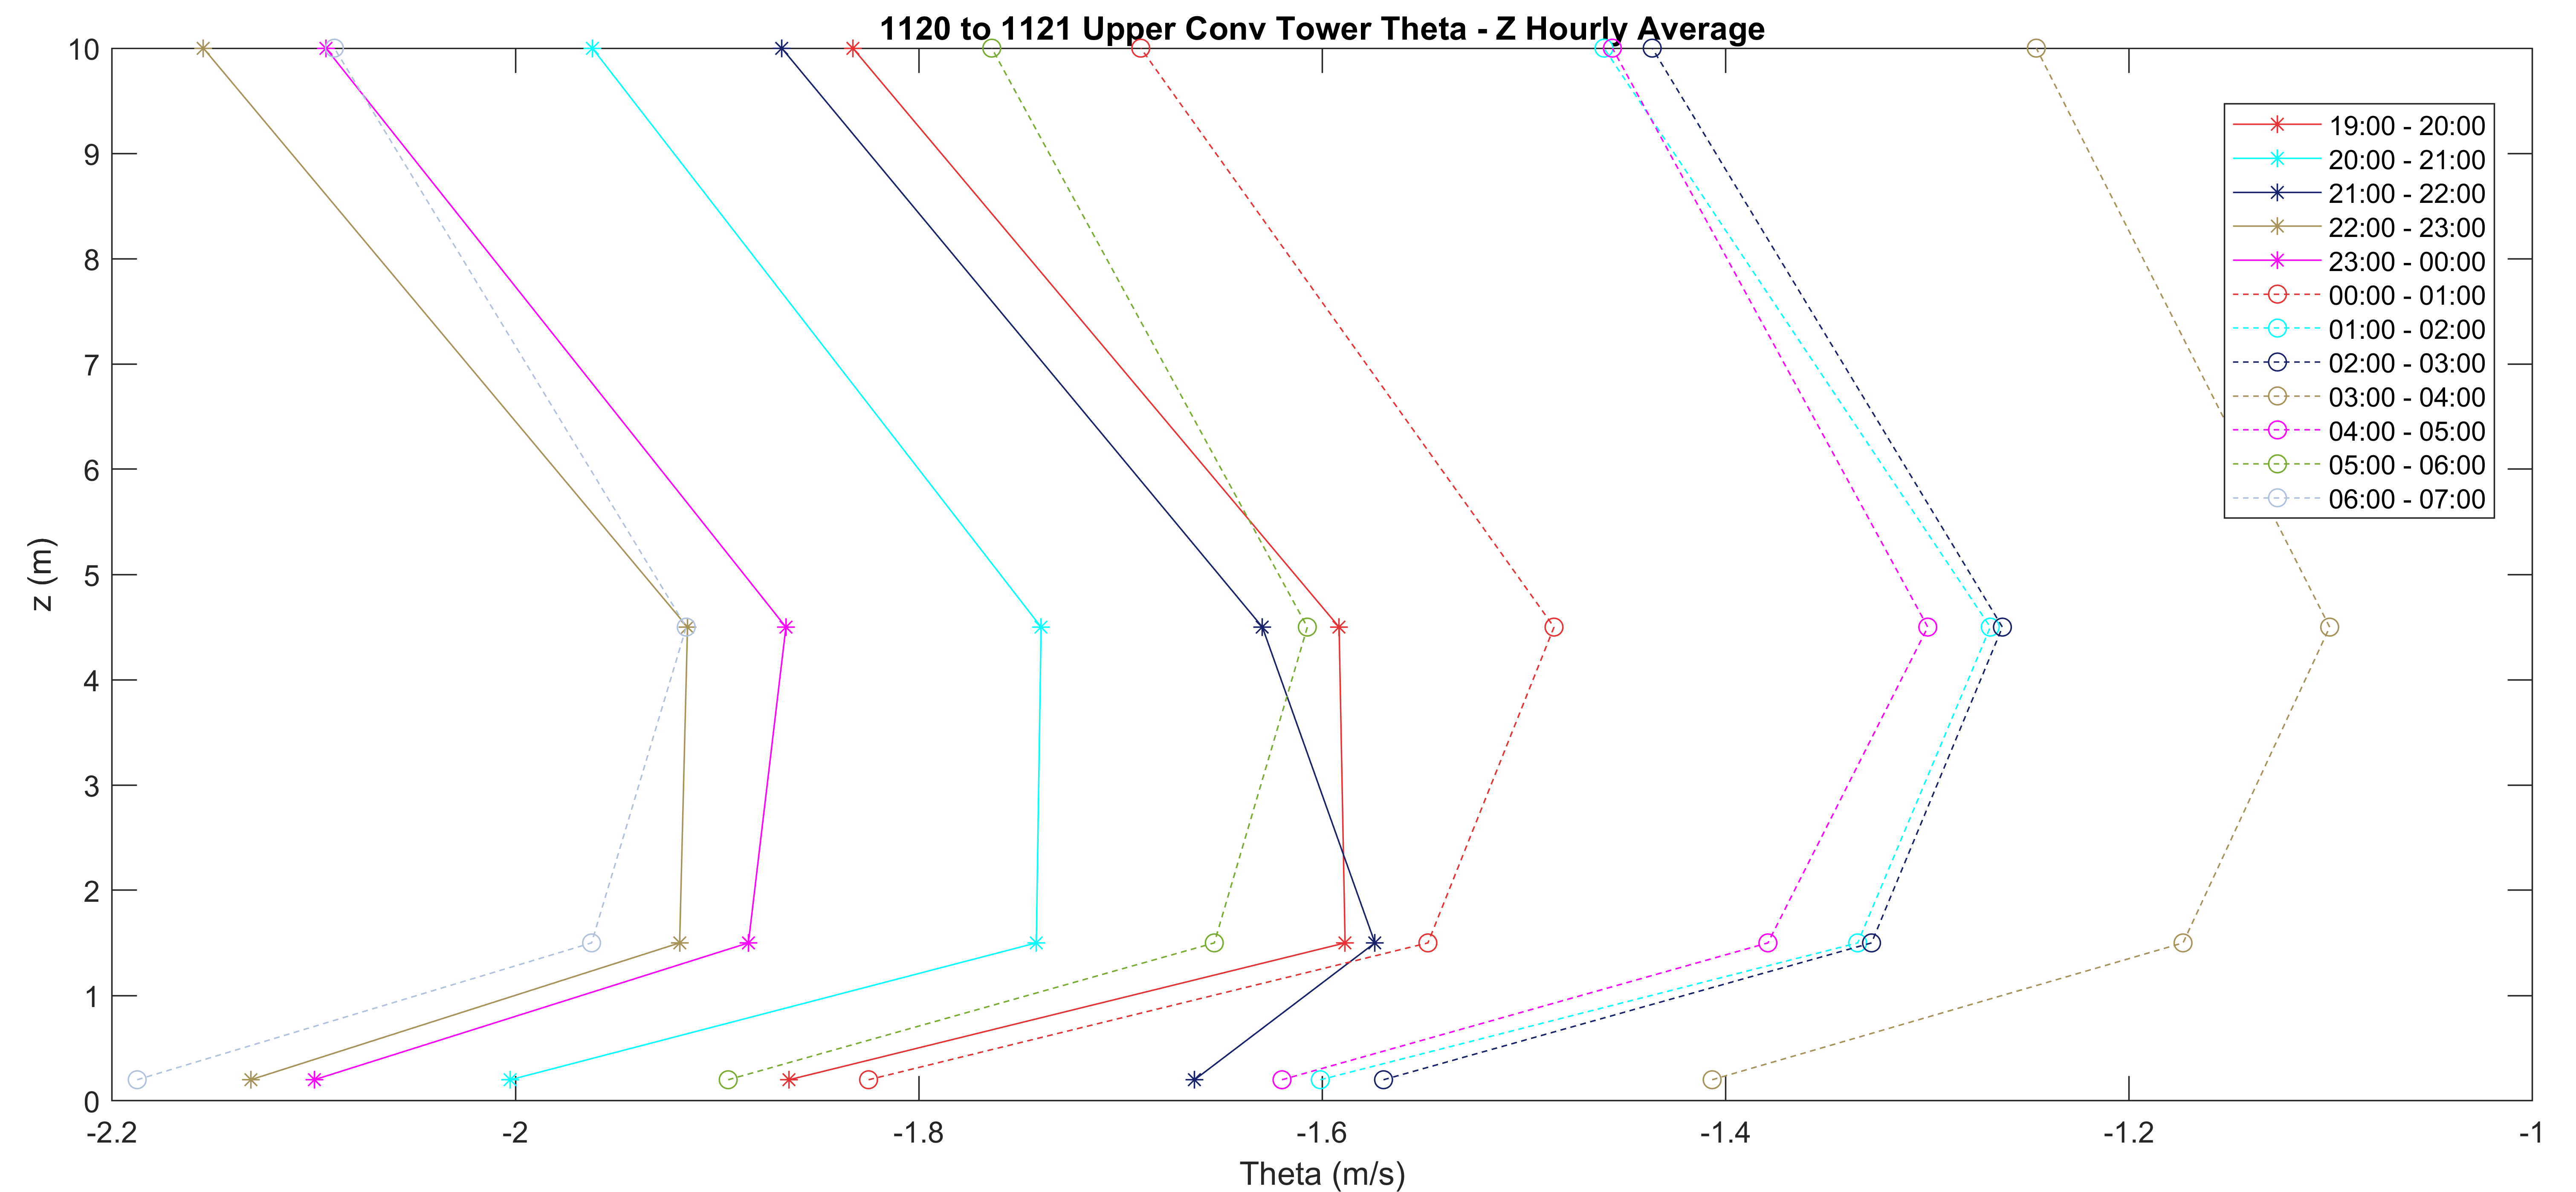 1120 to 1121 Upper Conv Tower Theta - Z Hourly Average
10
9
8
7
6
5
4
3
2
1
0
z (m)
19:00 - 20:00
20:00 - 21:00
21:00 - 22:00
22:00 - 23:00
23:00 - 00:00
00:00 - 01:00
01:00 - 02:00
02:00 - 03:00
03:00 - 04:00
04:00 - 05:00
05:00 - 06:00
06:00 - 07:00
-2.2 -2 -1.8 -1.6 -1.4 -1.2 -1
Theta (m/s)